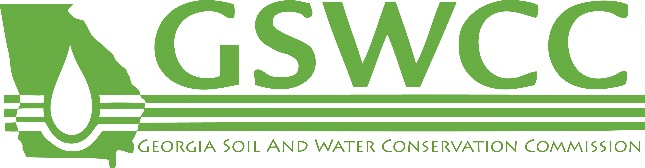 GSWCC
GEORGIA SOIL AND WATER CONSERVATION COMMISSION